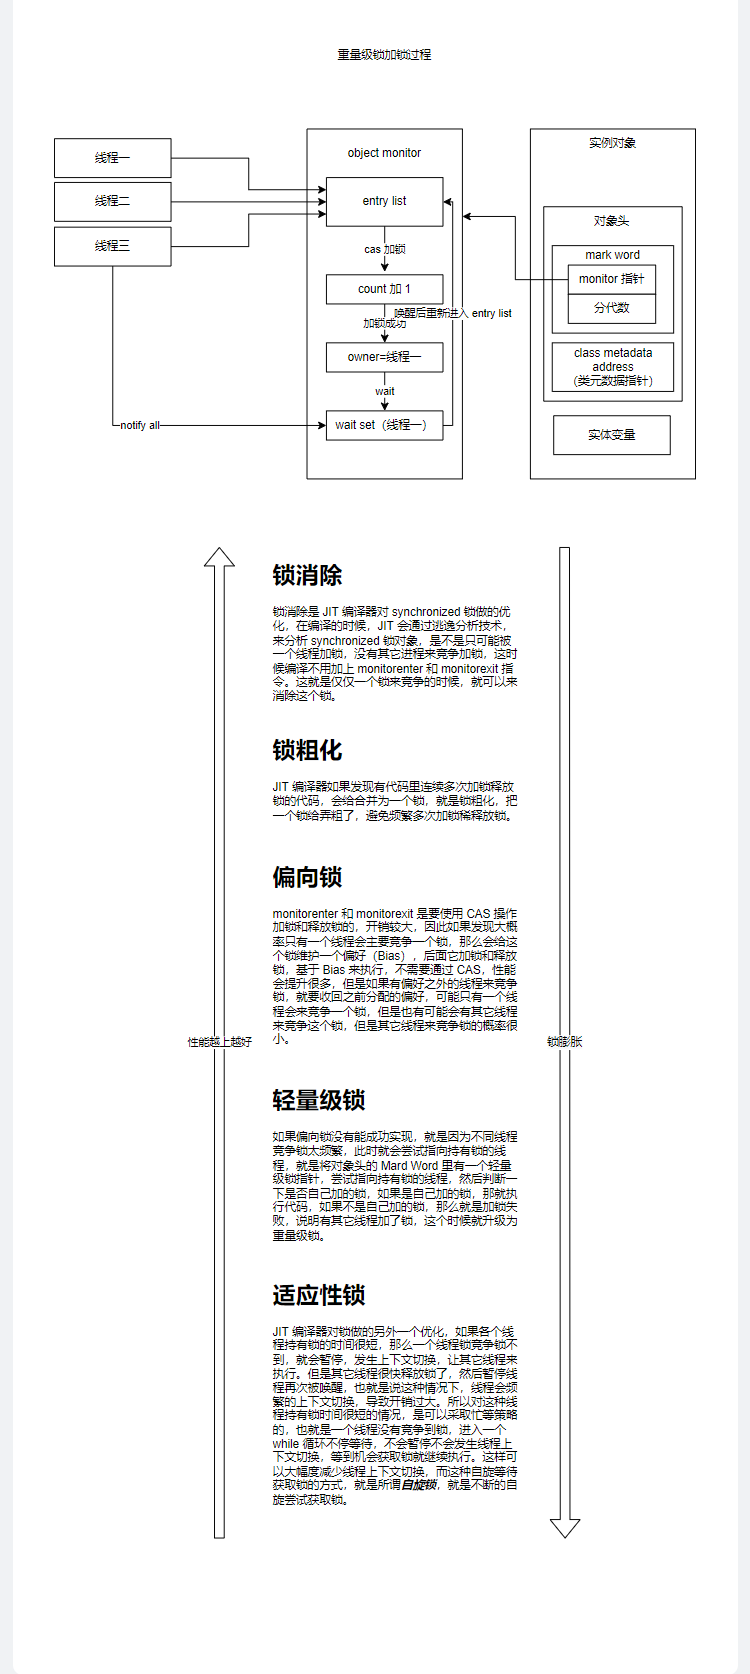 重量级锁加锁过程
线程一
线程二
线程三
object monitor
entry list
cas 加锁
count 加 1
唤醒后重新进入 entry list
加锁成功
owner=线程一
wait
wait set（线程一）
notify all
实例对象
对象头
mark word
monitor 指针
分代数
class metadata
address
（类元数据指针）
实体变量
锁消除
锁消除是 JIT 编译器对 synchronized 锁做的优
化，在编译的时候，JIT 会通过逃逸分析技术，
来分析 synchronized 锁对象，是不是只可能被
一个线程加锁，没有其它进程来竞争加锁，这时
候编译不用加上 monitorenter 和 monitorexit 指
令。这就是仅仅一个锁来竞争的时候，就可以来
消除这个锁。
锁粗化
JIT 编译器如果发现有代码里连续多次加锁释放
锁的代码，会给合并为一个锁，就是锁粗化，把
一个锁给弄粗了，避免频繁多次加锁稀释放锁。
偏向锁
monitorenter 和 monitorexit 是要使用 CAS 操作
加锁和释放锁的，开销较大，因此如果发现大概
率只有一个线程会主要竞争一个锁，那么会给这
个锁维护一个偏好（Bias），后面它加锁和释放
锁，基于 Bias 来执行，不需要通过 CAS，性能
会提升很多，但是如果有偏好之外的线程来竞争
锁，就要收回之前分配的偏好，可能只有一个线
程会来竞争一个锁，但是也有可能会有其它线程
来竞争这个锁，但是其它线程来竞争锁的概率很
小。
性能越上越好
锁膨胀
轻量级锁
如果偏向锁没有能成功实现，就是因为不同线程
竞争锁太频繁，此时就会尝试指向持有锁的线
程，就是将对象头的 Mard Word 里有一个轻量
级锁指针，尝试指向持有锁的线程，然后判断一
下是否自己加的锁，如果是自己加的锁，那就执
行代码，如果不是自己加的锁，那么就是加锁失
败，说明有其它线程加了锁，这个时候就升级为
重量级锁。
适应性锁
JIT 编译器对锁做的另外一个优化，如果各个线
程持有锁的时间很短，那么一个线程锁竞争锁不
到，就会暂停，发生上下文切换，让其它线程来
执行。但是其它线程很快释放锁了，然后暂停线
程再次被唤醒，也就是说这种情况下，线程会频
繁的上下文切换，导致开销过大。所以对这种线
程持有锁时间很短的情况，是可以采取忙等策略
的，也就是一个线程没有竞争到锁，进入一个
while 循环不停等待，不会暂停不会发生线程上
下文切换，等到机会获取锁就继续执行。这样可
以大幅度减少线程上下文切换，而这种自旋等待
获取锁的方式，就是所谓自旋锁，就是不断的自
旋尝试获取锁。